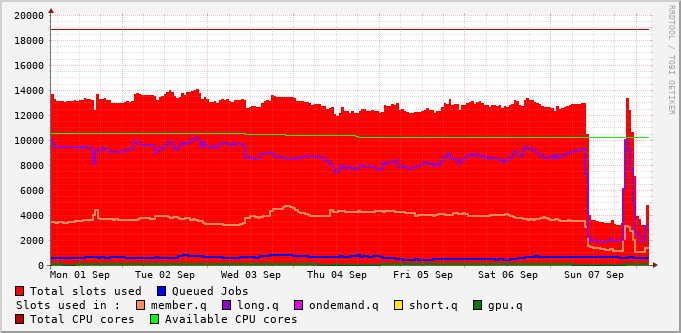 20000
18000
16000
14000
12000
10000
8000
6000
4000
2000
0
Mon 01 Sep Tue 02 Sep Wed 03 Sep Thu 04 Sep Fri 05 Sep Sat 06 Sep Sun 07 Sep
RRDTOOL / TOBI OETIKER
Total slots used Queued Jobs
Slots used in : member.q long.q ondemand.q short.q gpu.q
Total CPU cores Available CPU cores